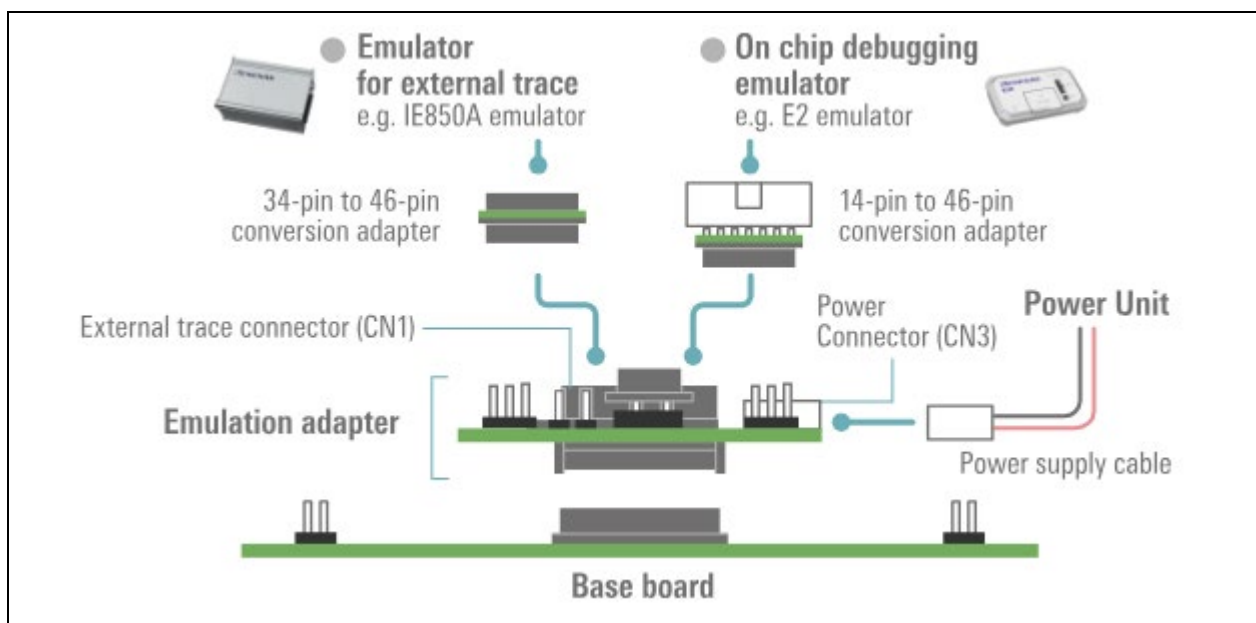 Emulator
for external trace
e.g. IE850A emulator
On chip debugging
emulator
e.g. E2 emulator
34-pin to 46-pin
conversion adapter
14-pin to 46-pin
conversion adapter
External trace connector (CN1)
Power
Connector (CN3)
Power Unit
Emulation adapter
Power supply cable
Base board